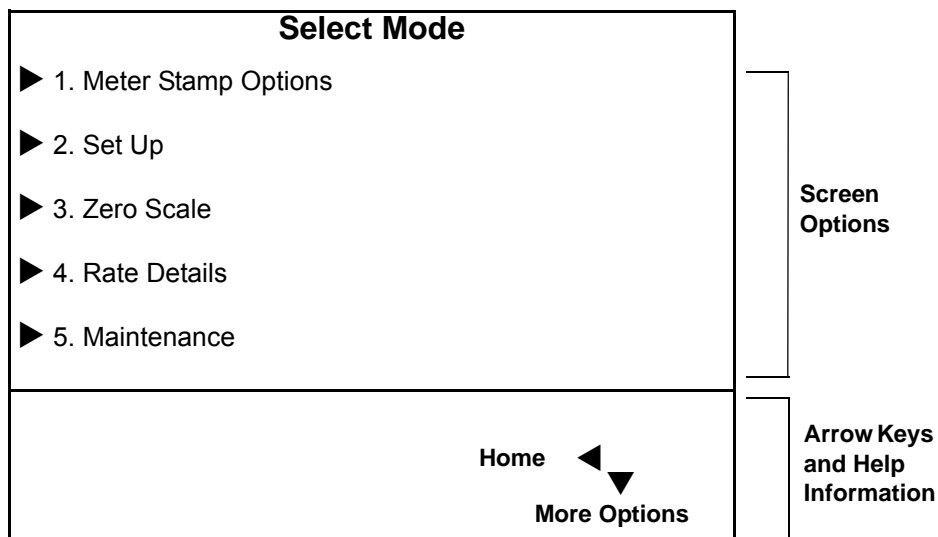 Select Mode
1. Meter Stamp Options
2. Set Up
3. Zero Scale
4. Rate Details
5. Maintenance
Screen
Options
Home
More Options
Arrow Keys
and Help
Information